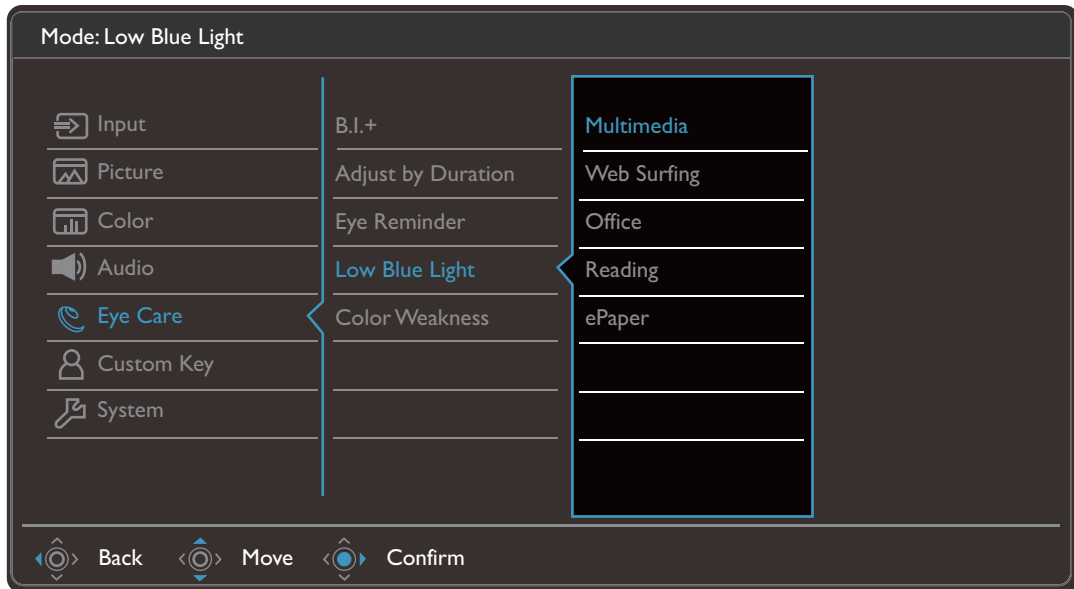 Mode: Low Blue Light
Input
Picture
Color
Audio
Eye Care
Custom Key
System
B.I.+
Adjust by Duration
Eye Reminder
Low Blue Light
Color Weakness
Multimedia
Web Surfing
Office
Reading
ePaper
Back Move Confirm